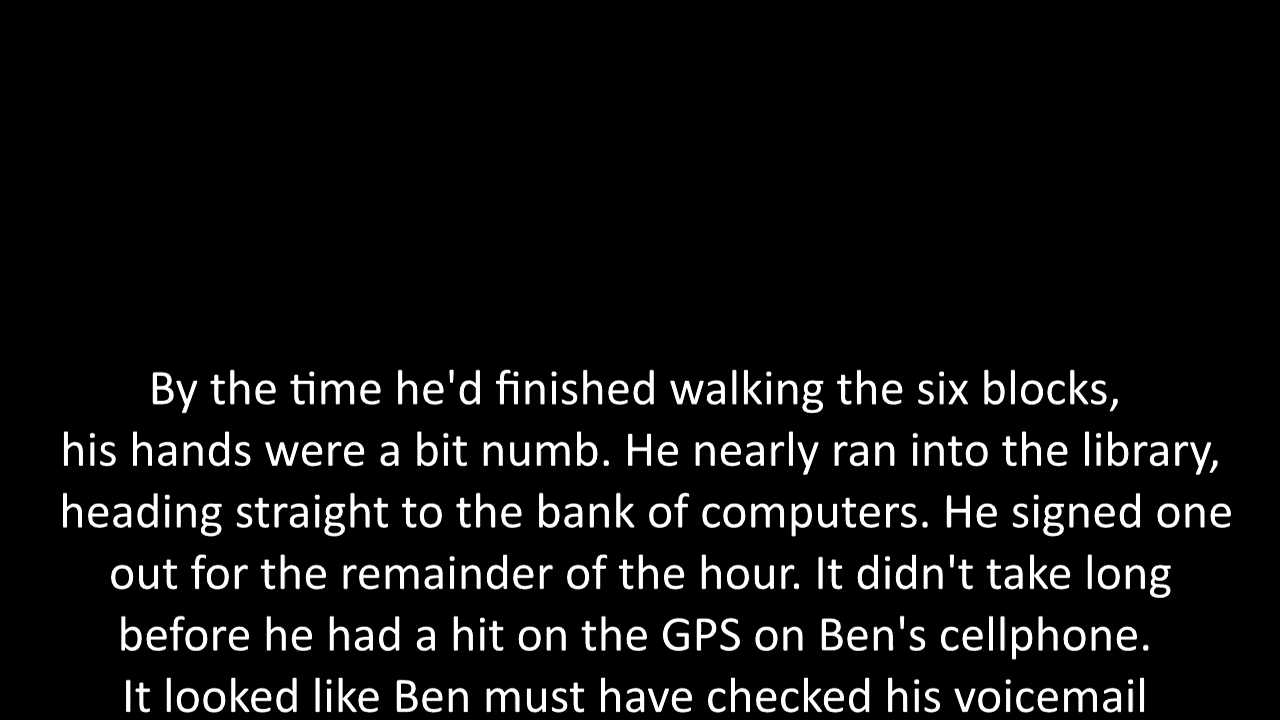 By the time he'd finished walking the six blocks,
his hands were a bit numb. He nearly ran into the library,
heading straight to the bank of computers. He signed one
out for the remainder of the hour. It didn't take long
before he had a hit on the GPS on Ben's cellphone.
It looked like Ben must have checked his voicemail